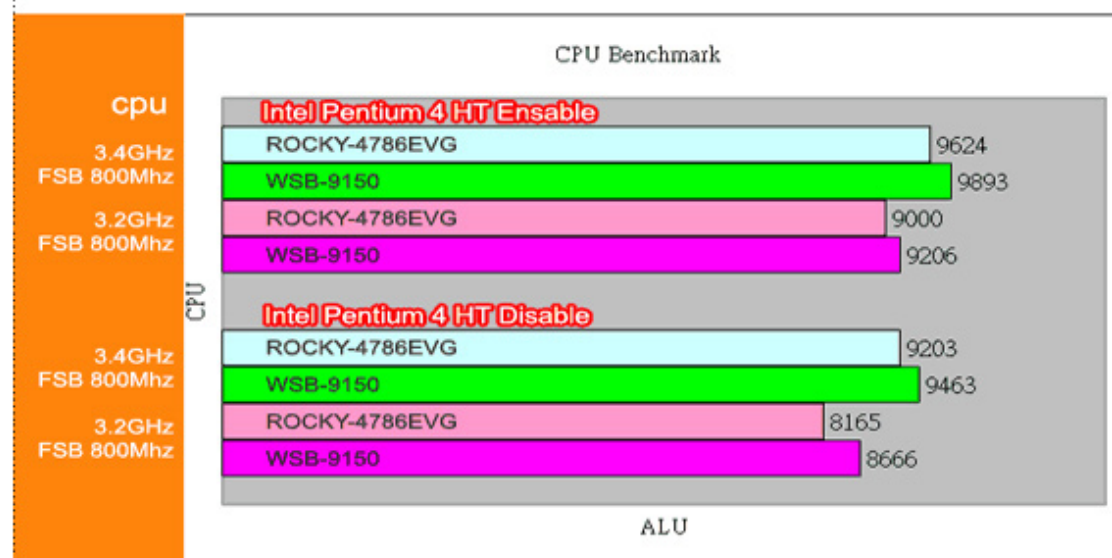 CPU Benchmark
cpu
Intel Pentium 4 HT Ensable
3.4GHz
FSB 800Mhz
ROCKY-4786EVG 9624
WSB-9150 9893
3.2GHz
FSB 800Mhz
ROCKY-4786EVG 9000
WSB-9150 9206
CPU
Intel Pentium 4 HT Disable
3.4GHz
FSB 800Mhz
ROCKY-4786EVG 9203
WSB-9150 9463
3.2GHz
FSB 800Mhz
ROCKY-4786EVG 8165
WSB-9150 8666
ALU